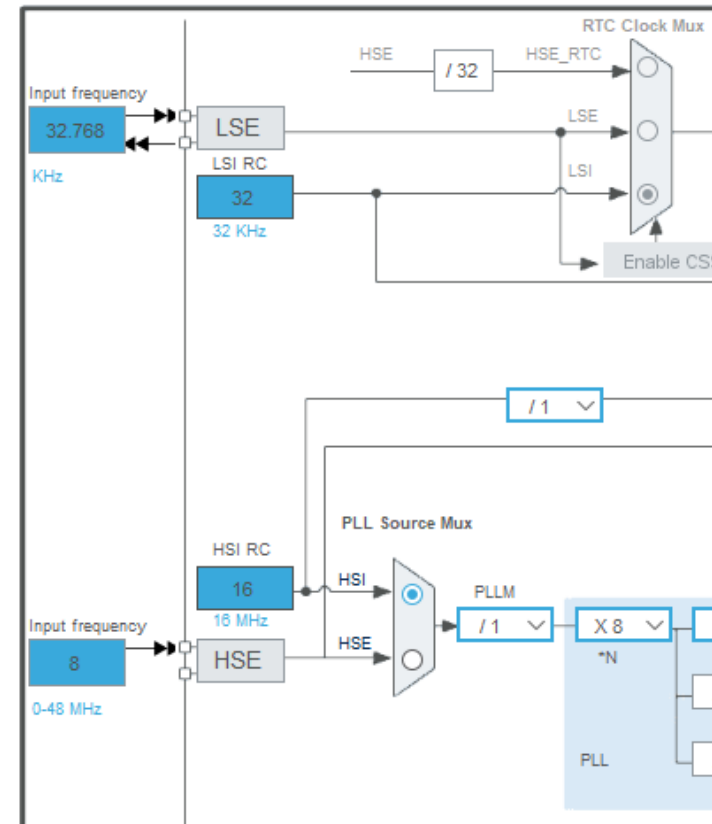 RTC Clock Mux
HSE
/ 32
HSE_RTC
Input frequency
32.768
LSE
LSE
KHz
LSI RC
LSI
32
32 KHz
Enable CS
/ 1
PLL Source Mux
HSI RC
16
HSI
PLLM
16 MHz
/ 1
X 8
Input frequency
8
HSE
HSE
*N
0-48 MHz
PLL